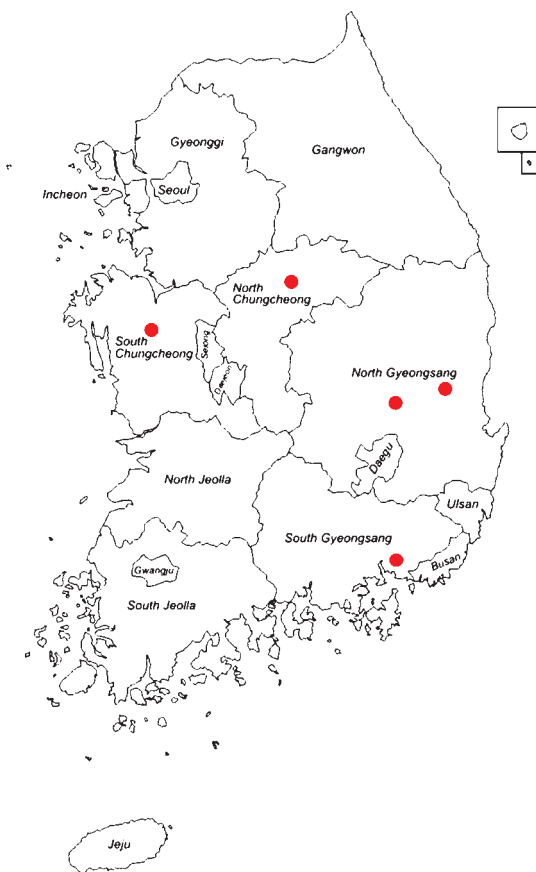 Gyeonggi
Gangwon
Incheon
Seoul
North
Chungcheong
South
Chungcheong
Sejong
Daejeon
North Gyeongsang
Daegu
North Jeolla
Ulsan
South Gyeongsang
Busan
Gwangju
South Jeolla
Jeju